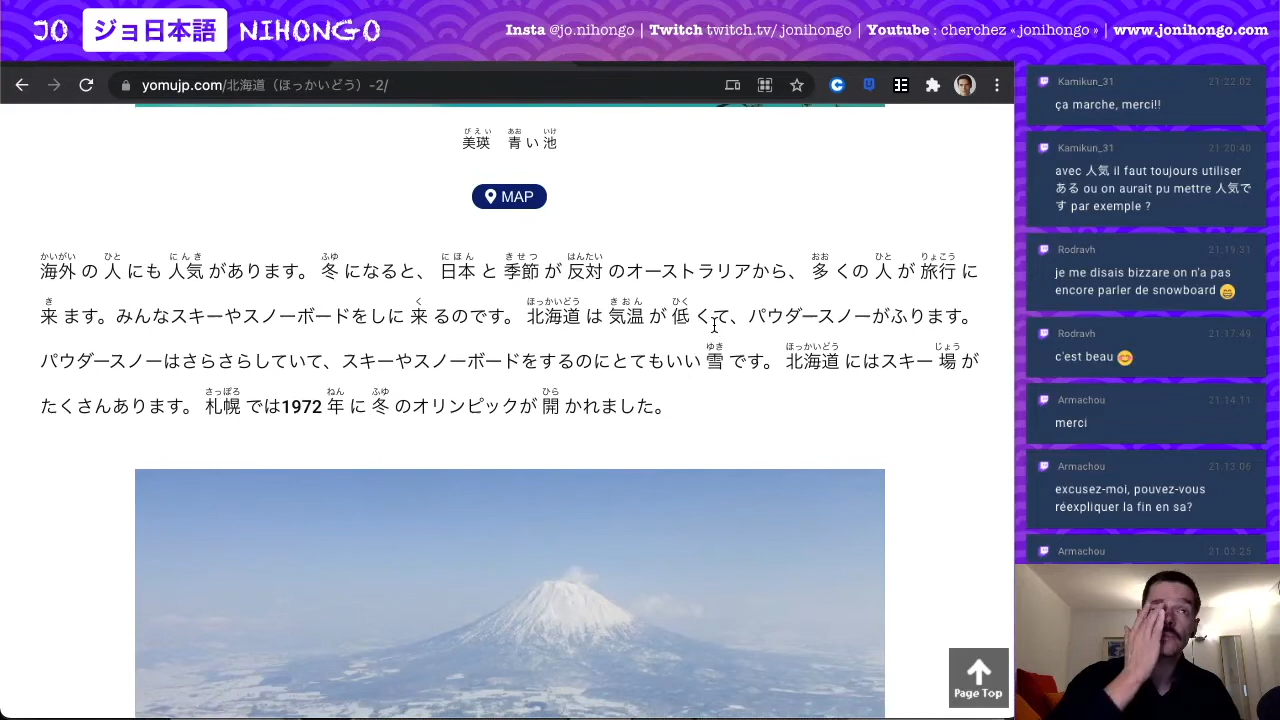 JO ジョ日本語 NIHONGO
Insta @jo.nihongo | Twitch twitch.tv/jonihongo | Youtube : cherchez « jonihongo » | www.jonihongo.com
yomujp.com/北海道（ほっかいどう）-2/
びえい あお いけ
美瑛 青い池
MAP
かいがい ひと にんき ふゆ にほん きせつ はんたい おお ひと りょこう
海外の人にも人気があります。冬になると、日本と季節が反対のオーストラリアから、多くの人が旅行に
き く ほっかいどう きおん ひく
来ます。みんなスキーやスノーボードをしに来るのです。北海道は気温が低くて、パウダースノーがふります。
ゆき ほっかいどう じょう
パウダースノーはさらさらしていて、スキーやスノーボードをするのにとてもいい雪です。北海道にはスキー場が
さっぽろ ねん ふゆ ひら
たくさんあります。札幌では1972年に冬のオリンピックが開かれました。
Page Top
Kamikun_31 21:22:02
ça marche, merci!!
Kamikun_31 21:20:40
avec 人気 il faut toujours utiliser
ある ou on aurait pu mettre 人気で
す par exemple ?
Rodravh 21:19:31
je me disais bizzare on n'a pas
encore parler de snowboard 😁
Rodravh 21:17:49
c'est beau 😊
Armachou 21:14:11
merci
Armachou 21:13:06
excusez-moi, pouvez-vous
réexpliquer la fin en sa?
Armachou 21:03:25